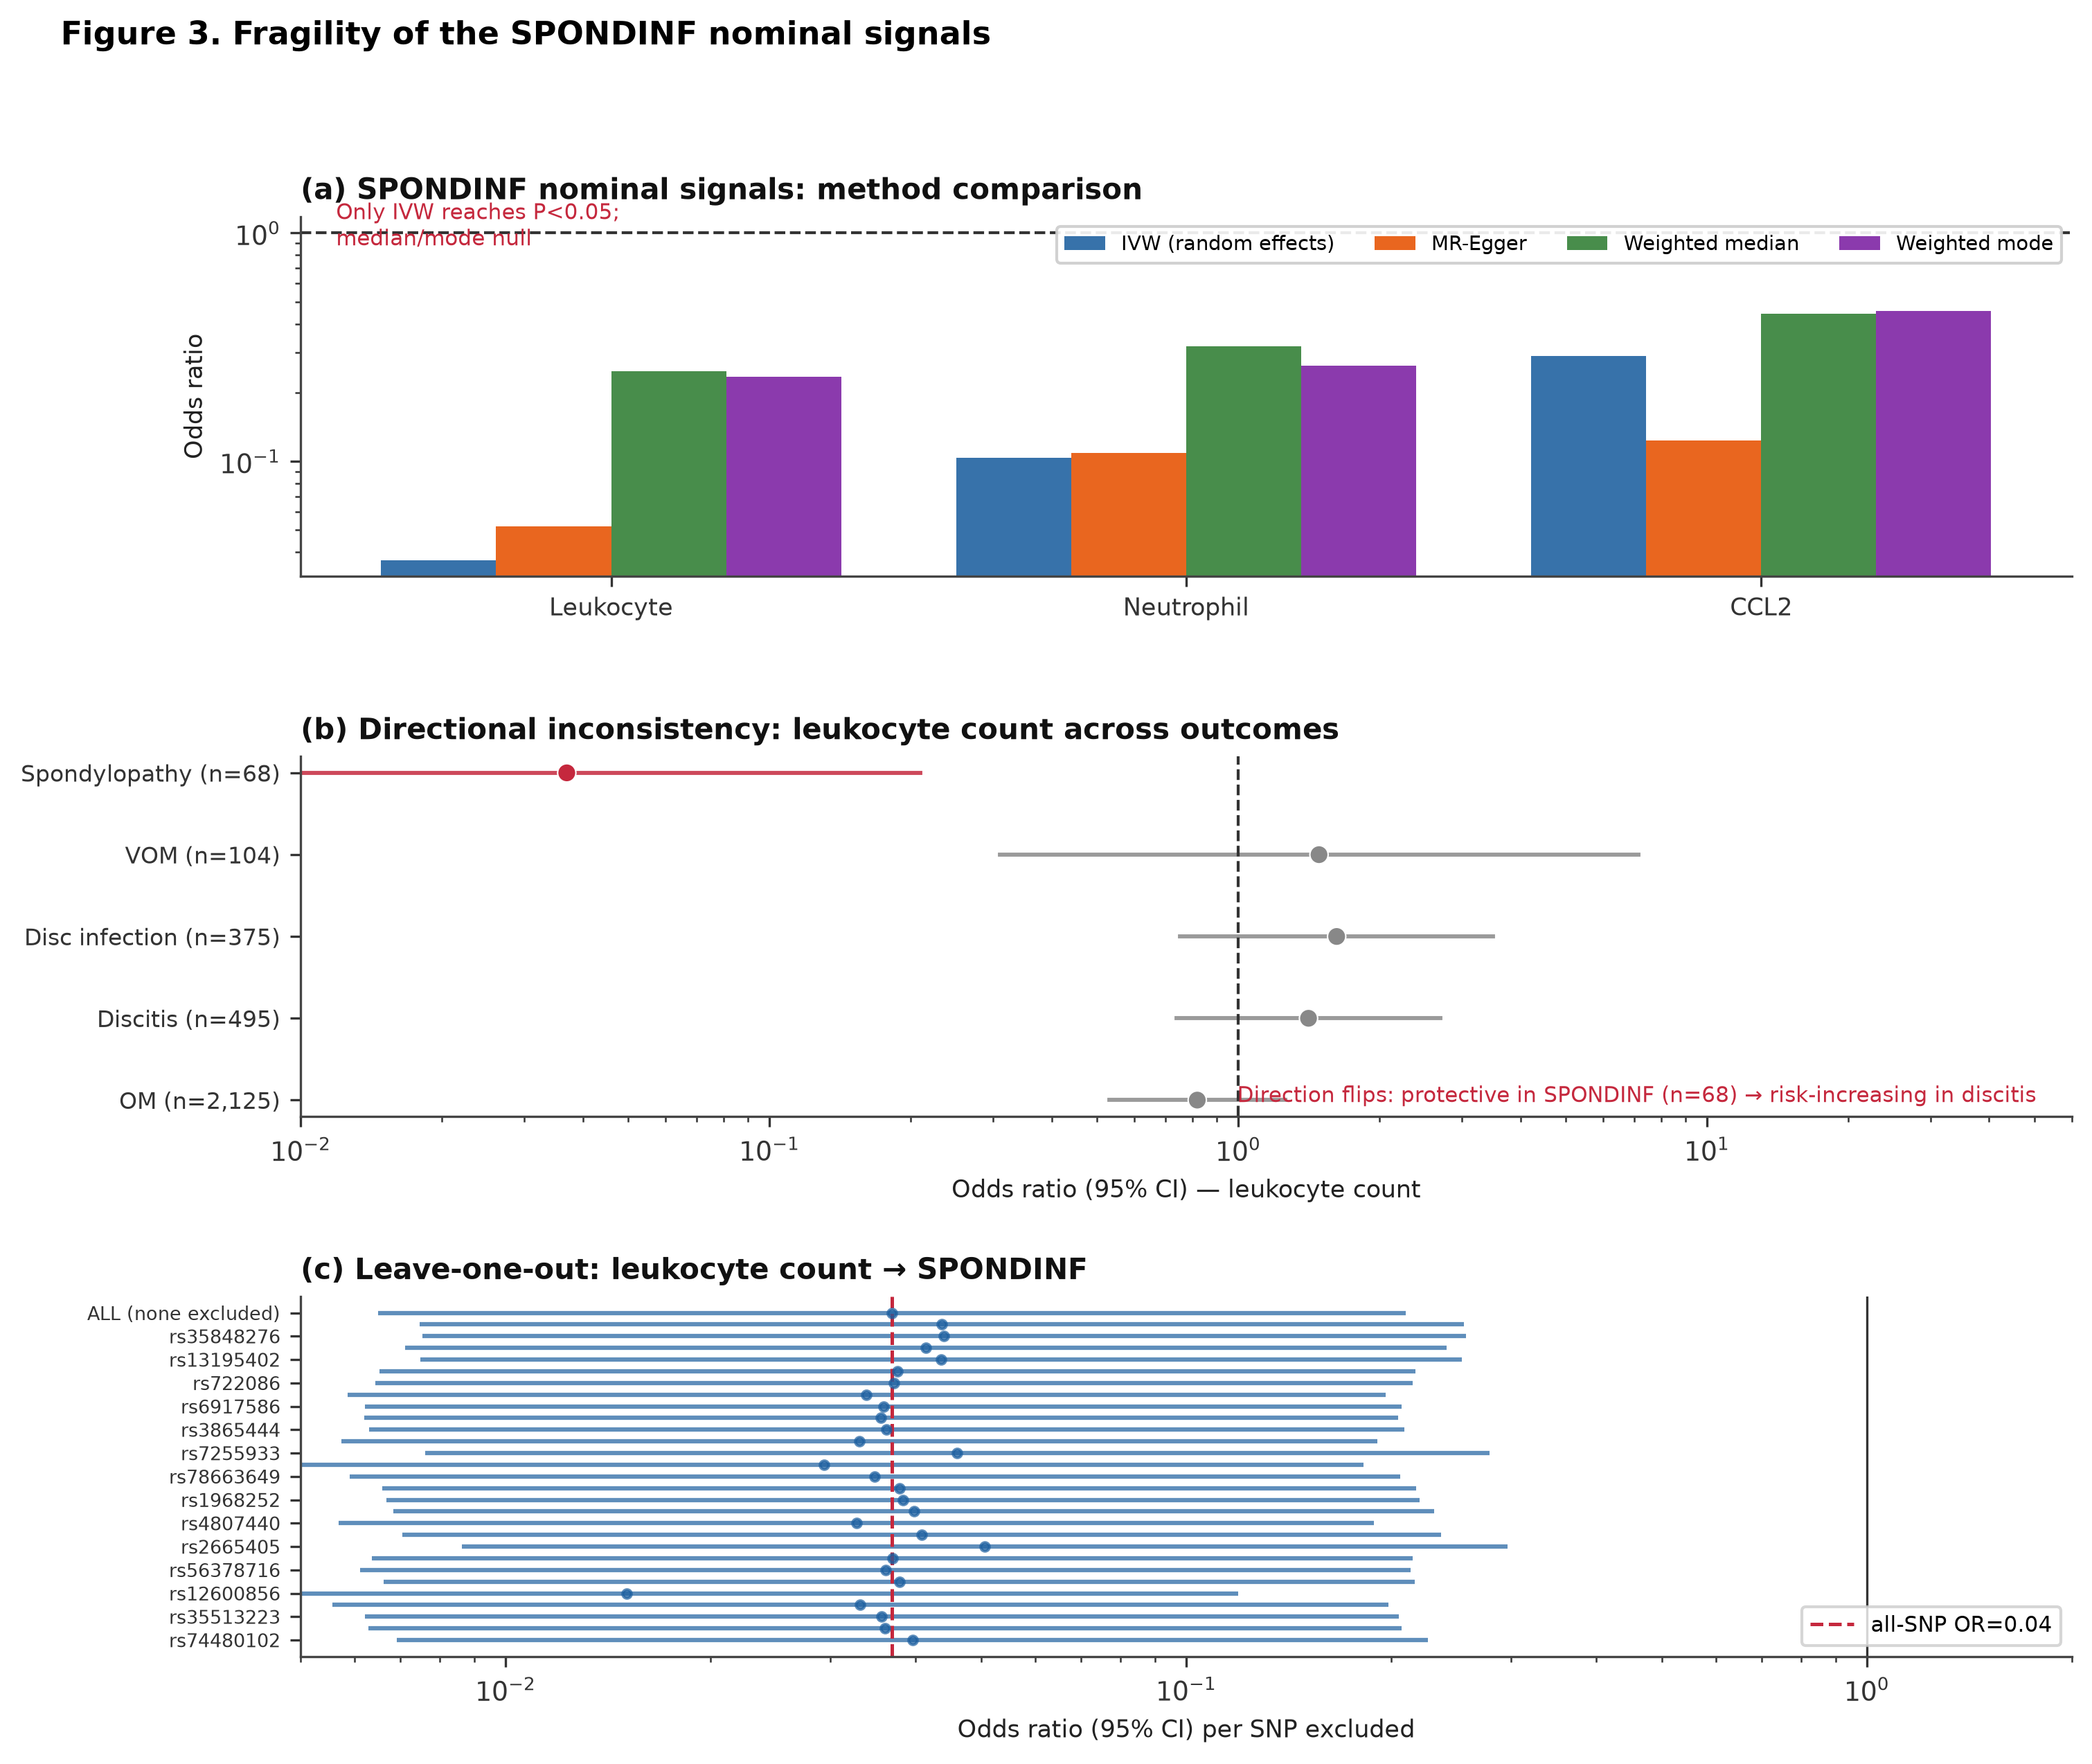 Figure 3. Fragility of the SPONDINF nominal signals
(a) SPONDINF nominal signals: method comparison
Only IVW reaches P<0.05;
median/mode null
IVW (random effects)
MR-Egger
Weighted median
Weighted mode
10⁰
10⁻¹
Odds ratio
Leukocyte
Neutrophil
CCL2
(b) Directional inconsistency: leukocyte count across outcomes
Spondylopathy (n=68)
VOM (n=104)
Disc infection (n=375)
Discitis (n=495)
OM (n=2,125)
Direction flips: protective in SPONDINF (n=68) → risk-increasing in discitis
10⁻²
10⁻¹
10⁰
10¹
Odds ratio (95% CI) — leukocyte count
(c) Leave-one-out: leukocyte count → SPONDINF
ALL (none excluded)
rs35848276
rs13195402
rs722086
rs6917586
rs3865444
rs7255933
rs78663649
rs1968252
rs4807440
rs2665405
rs56378716
rs12600856
rs35513223
rs74480102
all-SNP OR=0.04
10⁻²
10⁻¹
10⁰
Odds ratio (95% CI) per SNP excluded